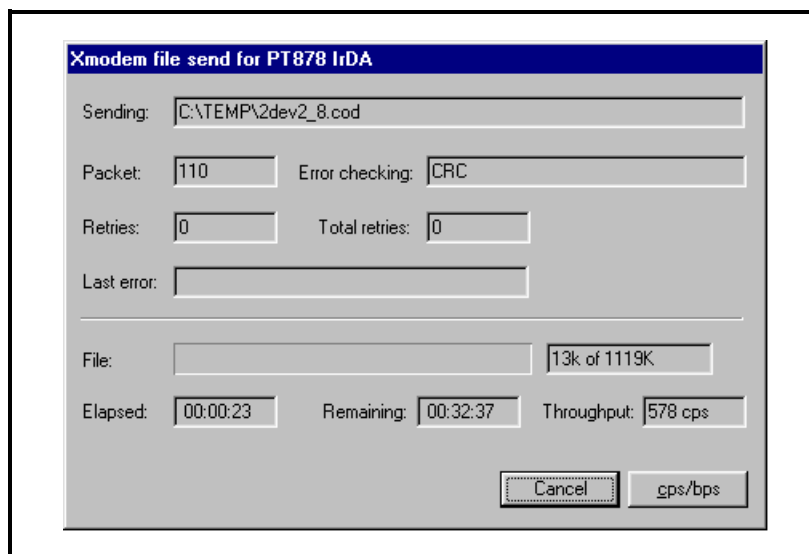 Xmodem file send for PT878 IrDA
Sending: C:\TEMP\2dev2_8.cod
Packet: 110 Error checking: CRC
Retries: 0 Total retries: 0
Last error:
File: 13k of 1119K
Elapsed: 00:00:23 Remaining: 00:32:37 Throughput: 578 cps
Cancel cps/bps